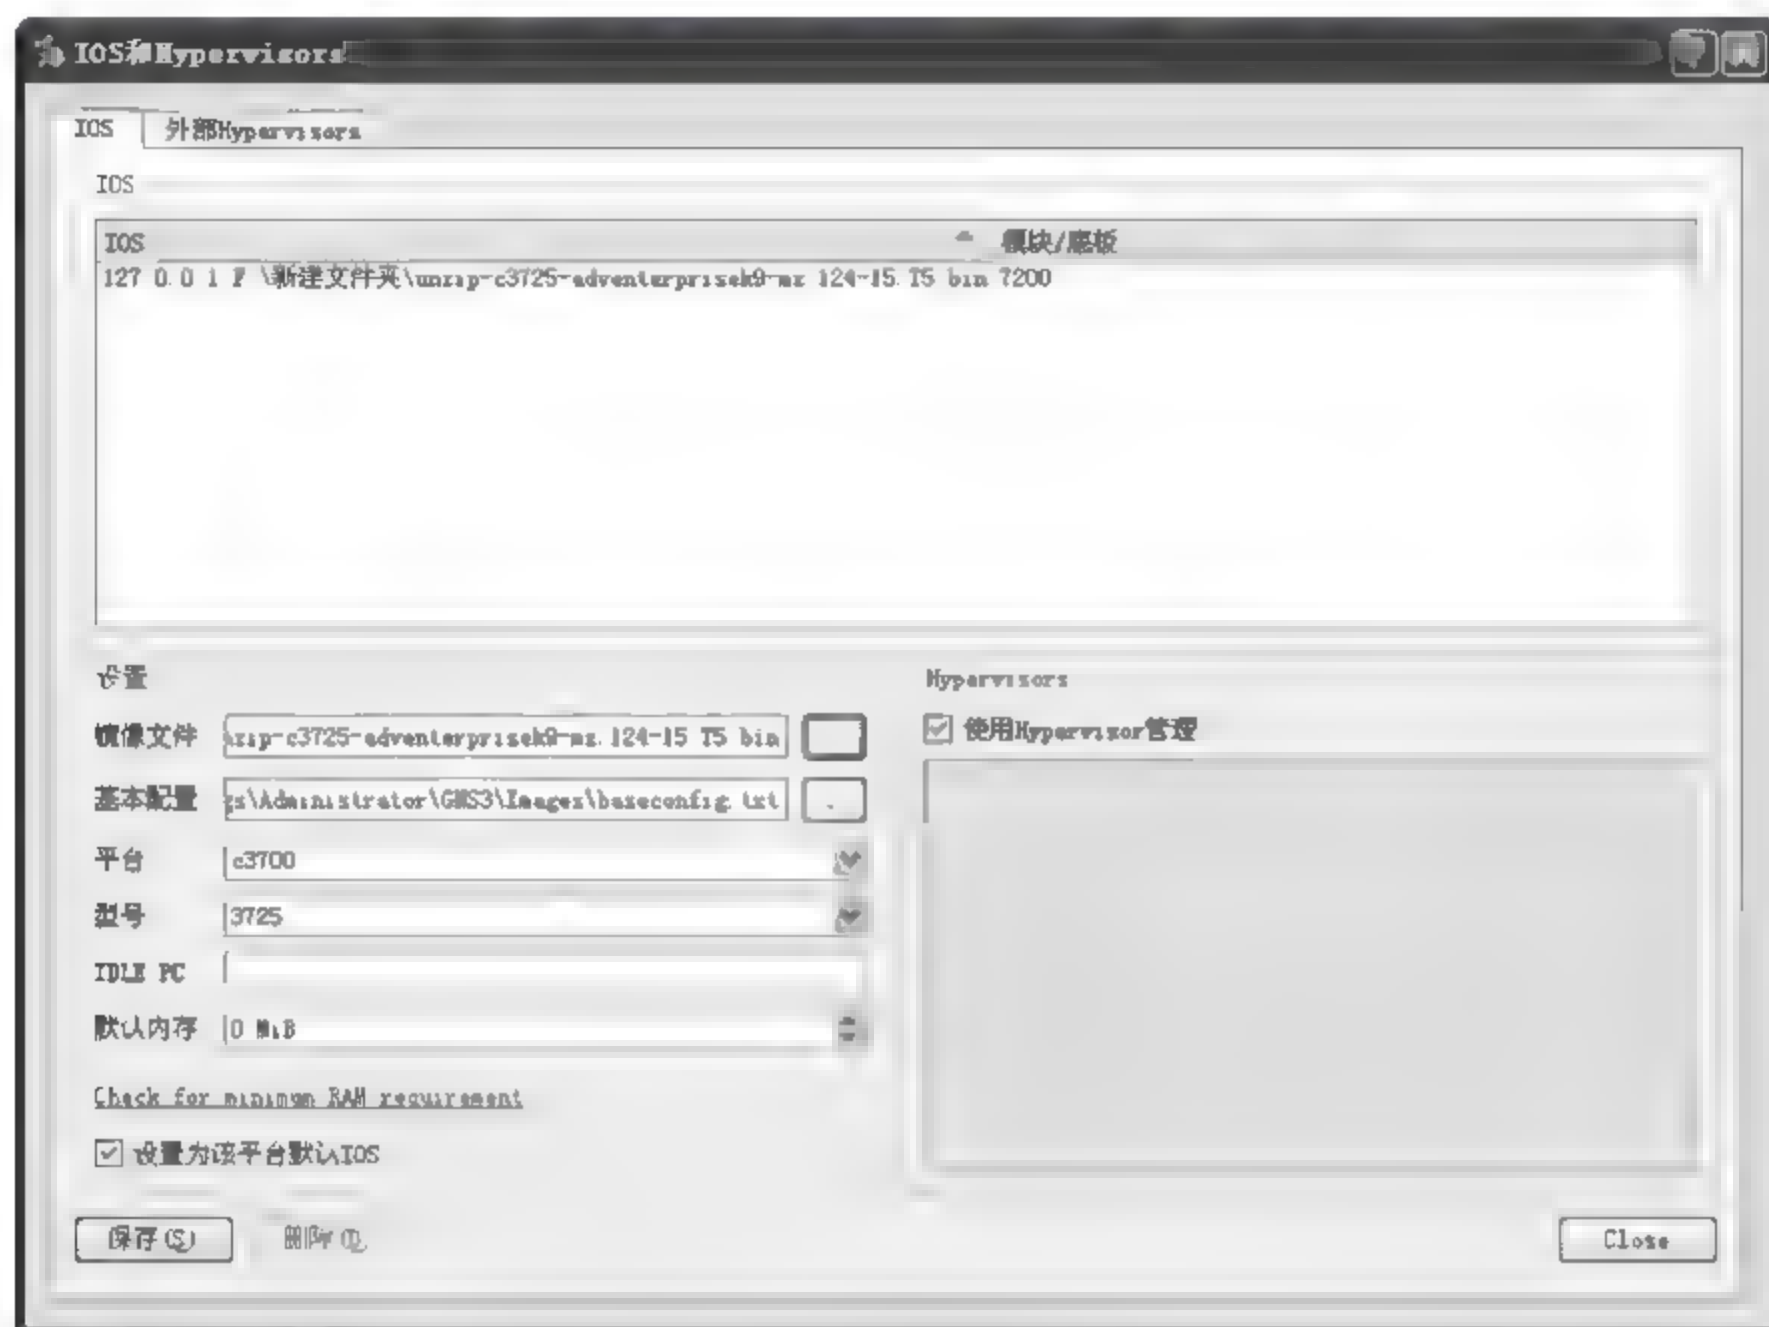 IOS和Hypervisors
IOS 外部Hypervisors
IOS
IOS 模块/底板
127.0.0.1:F:\新建文件夹\unzip-c3725-adventerprisek9-mz.124-15.T5.bin 7200
设置 Hypervisors
镜像文件 nzip-c3725-adventerprisek9-mz.124-15.T5.bin 使用Hypervisor管理
基本配置 gs\Administrator\GNS3\Images\baseconfig.txt
平台 c3700
型号 3725
IDLE PC
默认内存 0 MiB
Check for minimum RAM requirement
设置为该平台默认IOS
保存(S) 删除(D) Close